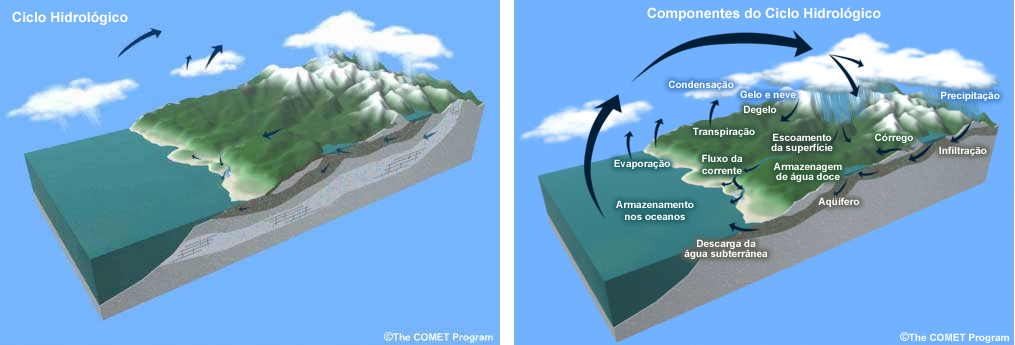 Ciclo Hidrológico
©The COMET Program
Componentes do Ciclo Hidrológico
Condensação
Gelo e neve
Precipitação
Degelo
Transpiração
Escoamento
da superfície
Córrego
Infiltração
Evaporação
Fluxo da
corrente
Armazenagem
de água doce
Armazenamento
nos oceanos
Aqüífero
Descarga da
água subterrânea
©The COMET Program